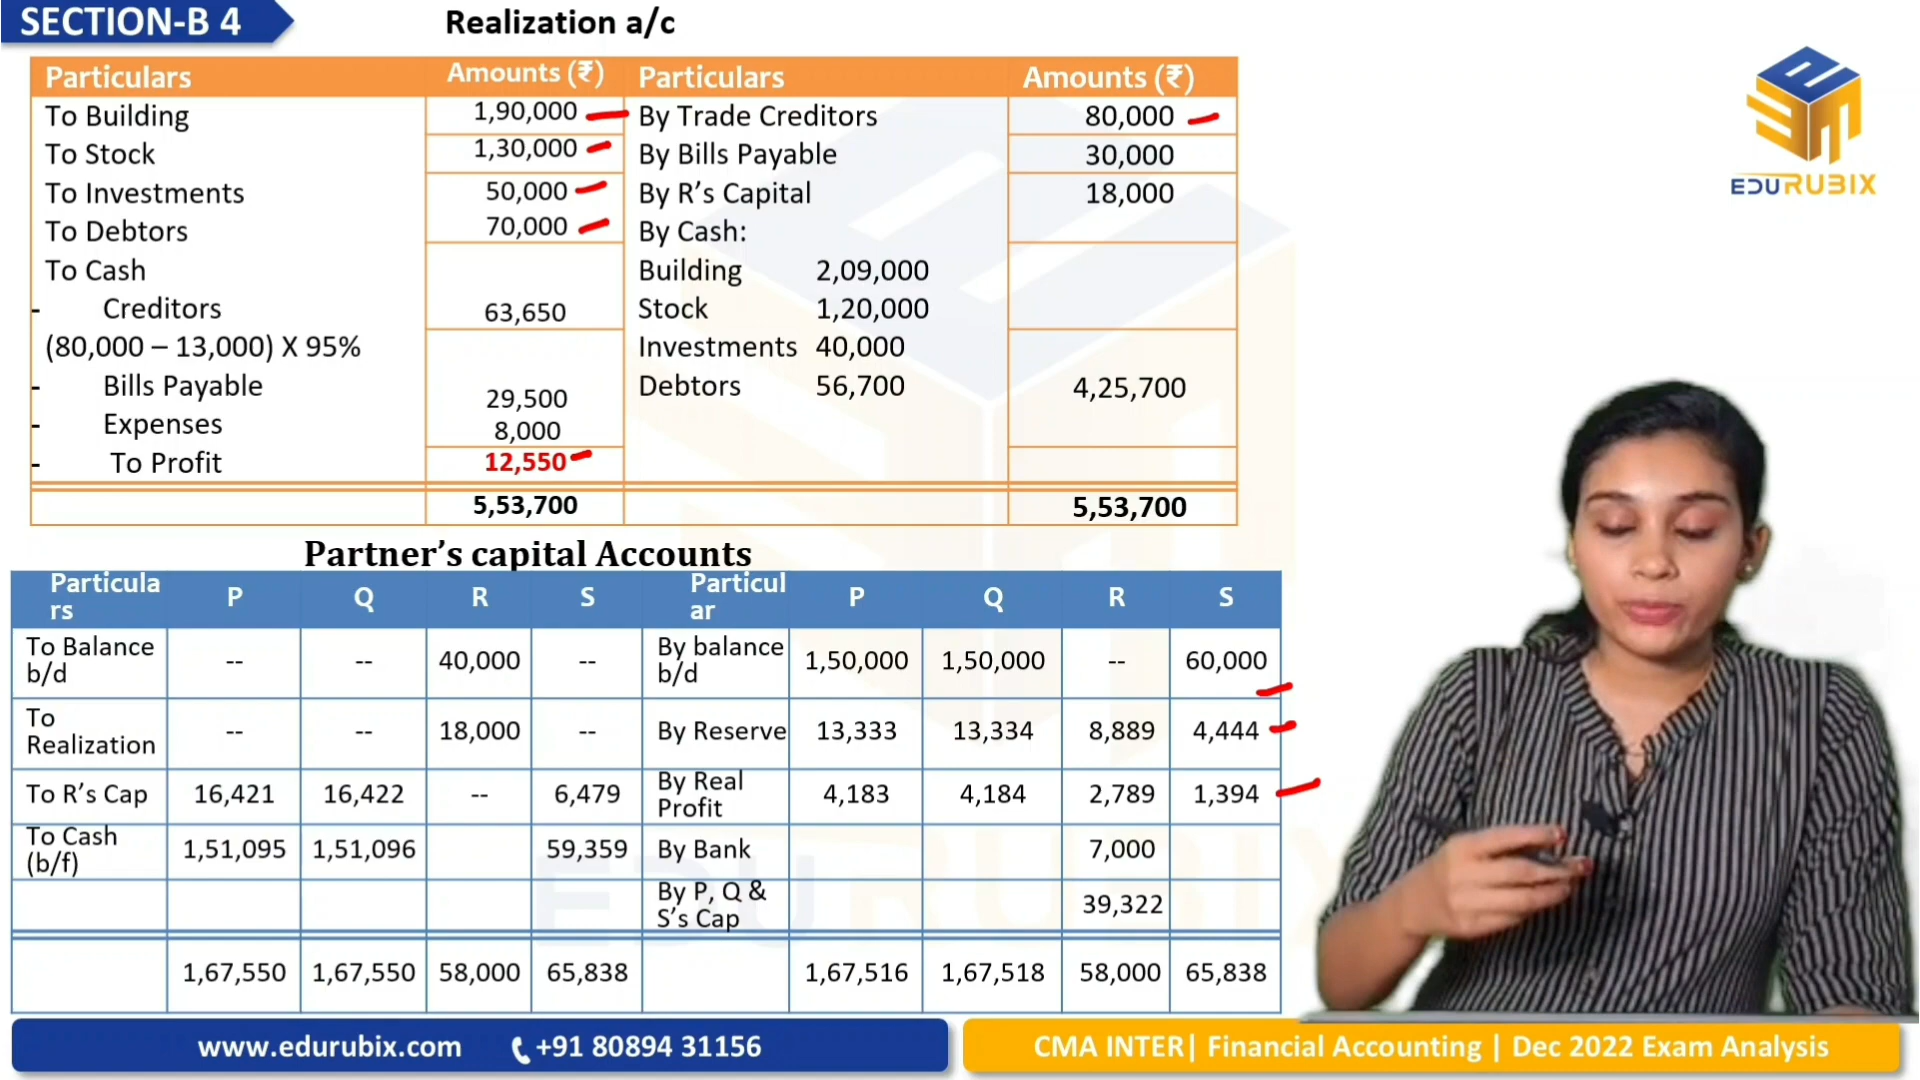 SECTION-B 4
Realization a/c
Particulars Amounts (₹) Particulars Amounts (₹)
To Building 1,90,000 By Trade Creditors 80,000
To Stock 1,30,000 By Bills Payable 30,000
To Investments 50,000 By R’s Capital 18,000
To Debtors 70,000 By Cash:
To Cash Building 2,09,000
- Creditors 63,650 Stock 1,20,000
(80,000 – 13,000) X 95% Investments 40,000
- Bills Payable 29,500 Debtors 56,700 4,25,700
- Expenses 8,000
- To Profit 12,550
5,53,700 5,53,700
EDURUBIX
Partner’s capital Accounts
Particula
rs P Q R S Particul
ar P Q R S
To Balance
b/d -- -- 40,000 -- By balance
b/d 1,50,000 1,50,000 -- 60,000
To
Realization -- -- 18,000 -- By Reserve 13,333 13,334 8,889 4,444
To R’s Cap 16,421 16,422 -- 6,479 By Real
Profit 4,183 4,184 2,789 1,394
To Cash
(b/f) 1,51,095 1,51,096 59,359 By Bank 7,000
By P, Q &
S’s Cap 39,322
1,67,550 1,67,550 58,000 65,838 1,67,516 1,67,518 58,000 65,838
EDURUBIX
www.edurubix.com +91 80894 31156
CMA INTER| Financial Accounting | Dec 2022 Exam Analysis